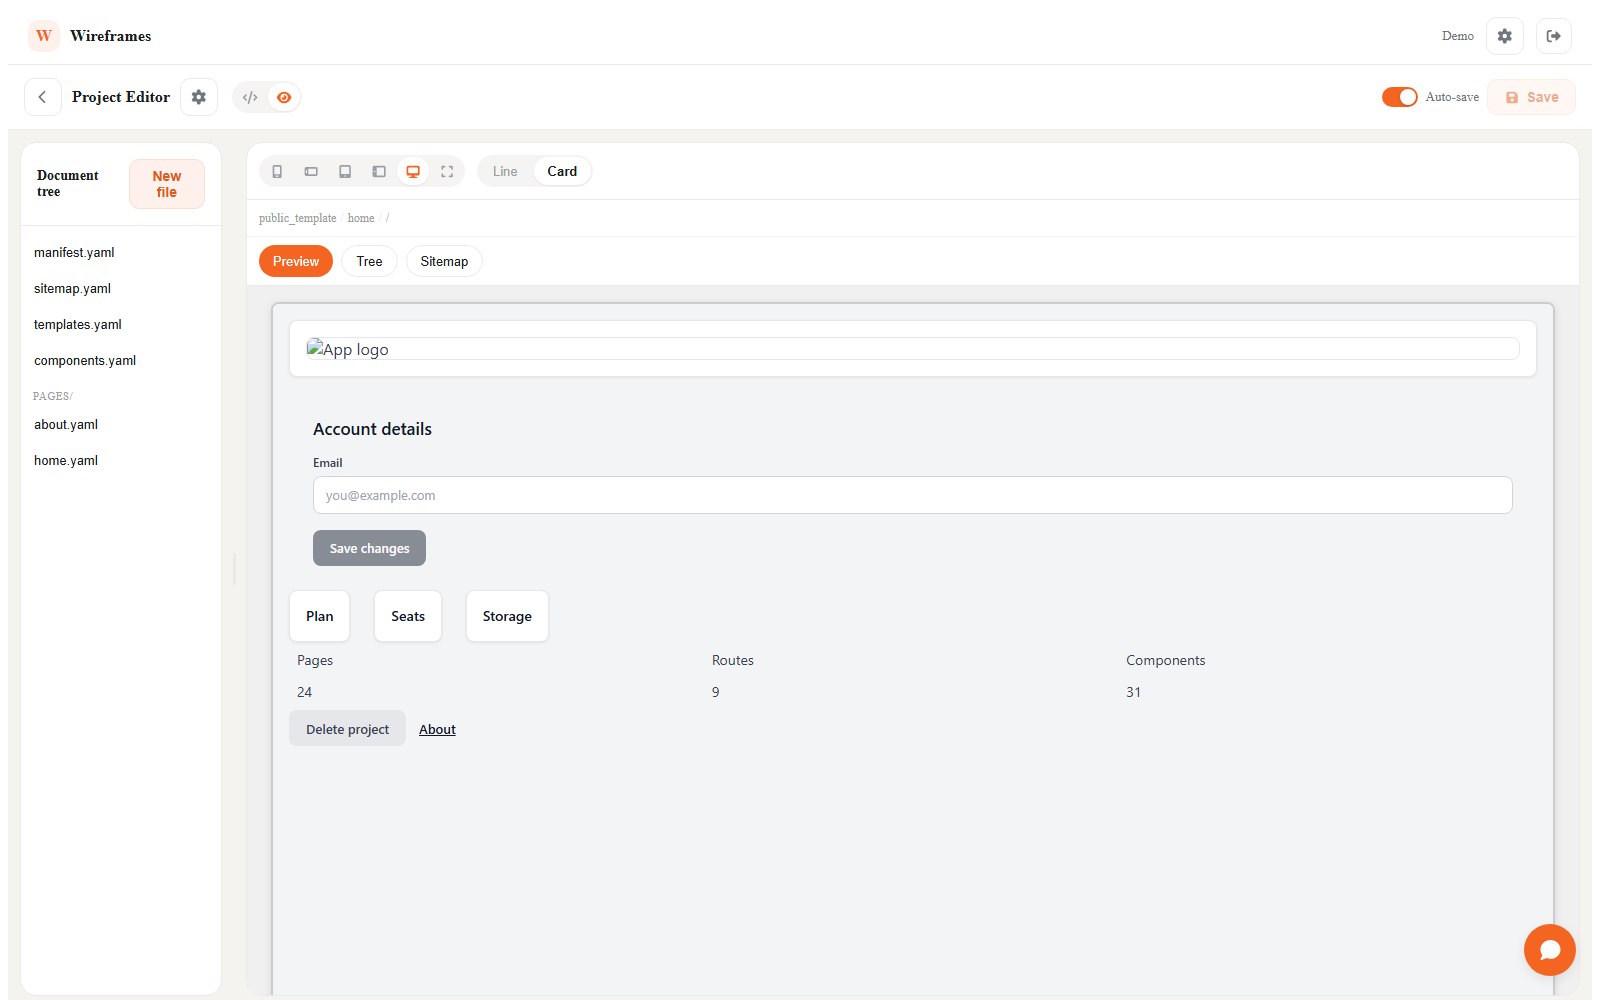 W Wireframes
Demo
Project Editor
Auto-save
Save
Document tree
New file
manifest.yaml
sitemap.yaml
templates.yaml
components.yaml
PAGES/
about.yaml
home.yaml
Line
Card
public_template / home / /
Preview
Tree
Sitemap
App logo
Account details
Email
you@example.com
Save changes
Plan
Seats
Storage
Pages
Routes
Components
24
9
31
Delete project
About